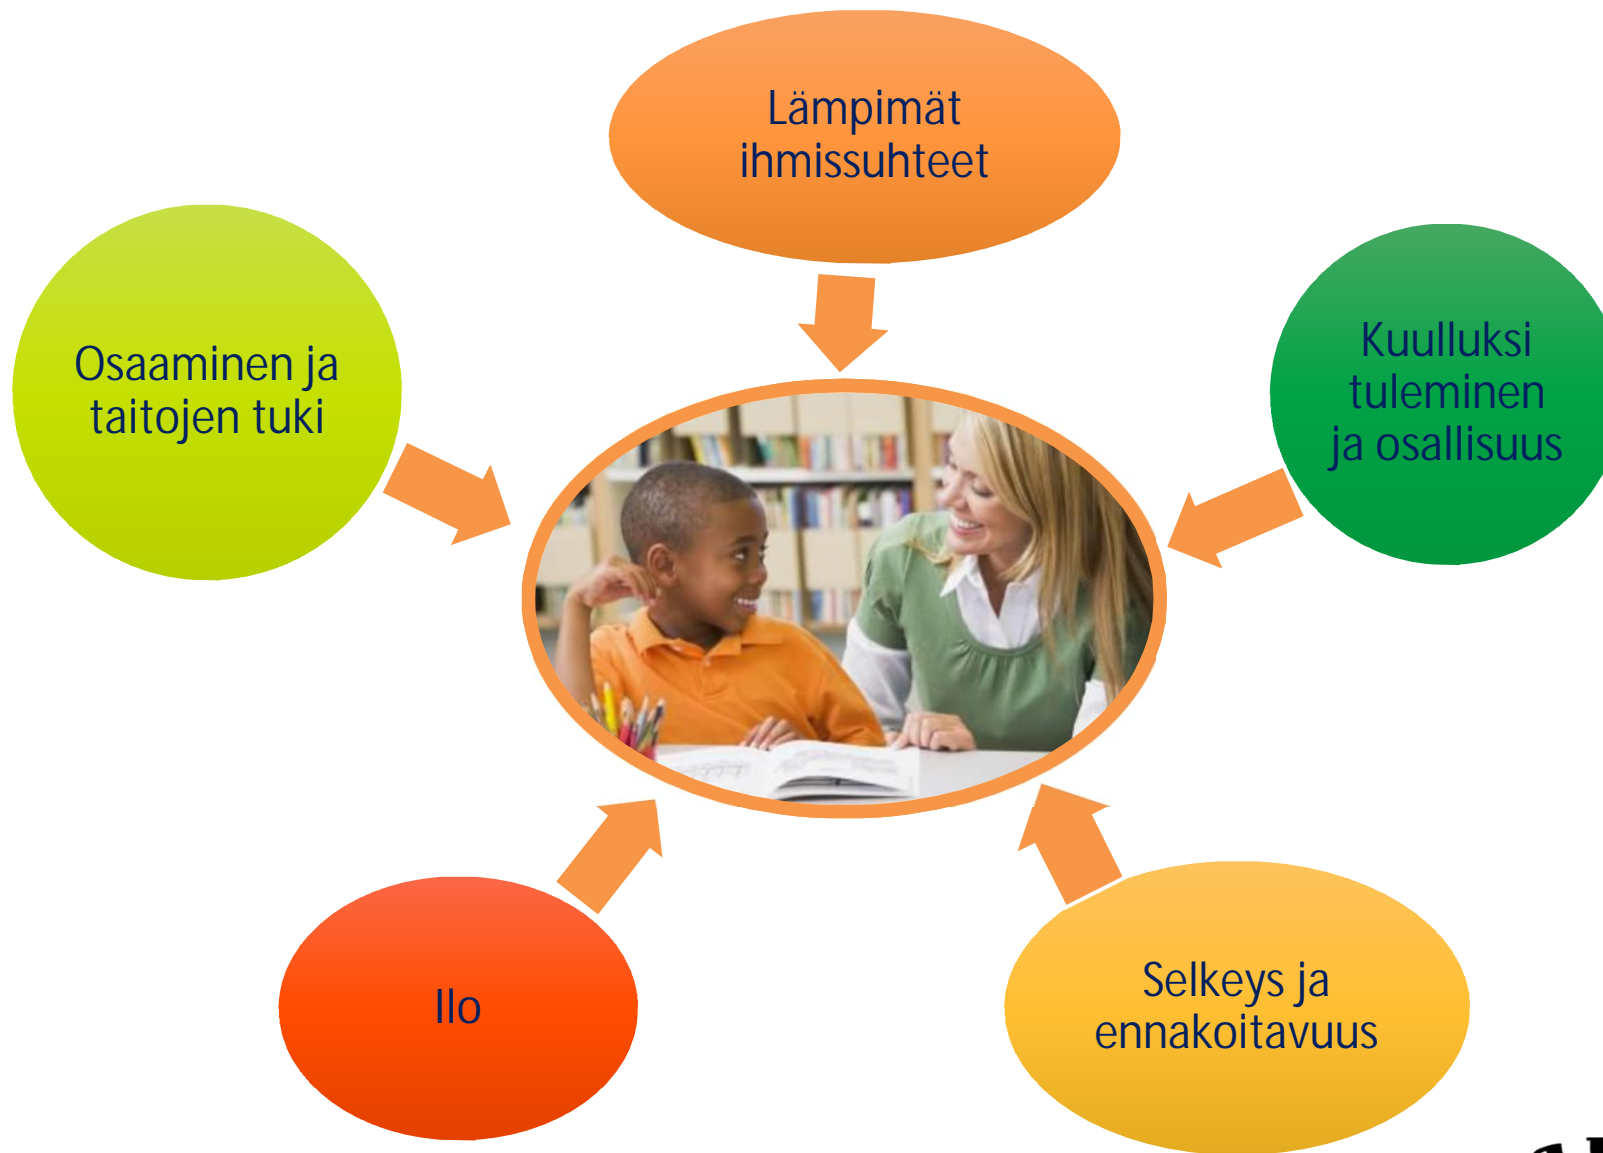 Lämpimät
ihmissuhteet
Osaaminen ja
taitojen tuki
Kuulluksi
tuleminen
ja osallisuus
Ilo
Selkeys ja
ennakoitavuus